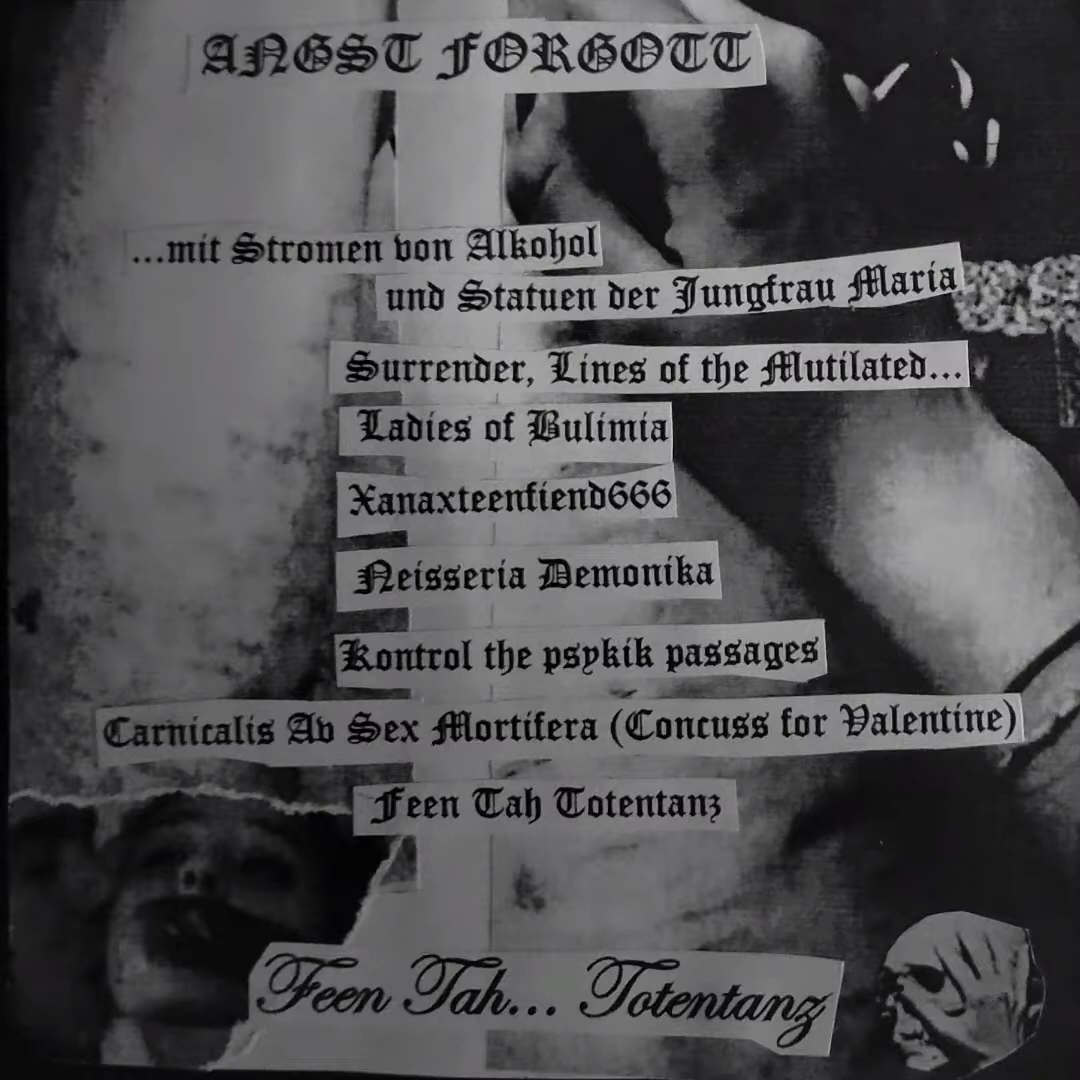 ANGST FORGOTT
...mit Stromen von Alkohol
und Statuen der Jungfrau Maria
Surrender, Lines of the Mutilated...
Ladies of Bulimia
Xanaxteenfiend666
Neisseria Demonika
Kontrol the psykik passages
Carnicalis Ab Sex Mortifera (Concuss for Valentine)
Feen Tah Totentanz
Feen Tah... Totentanz